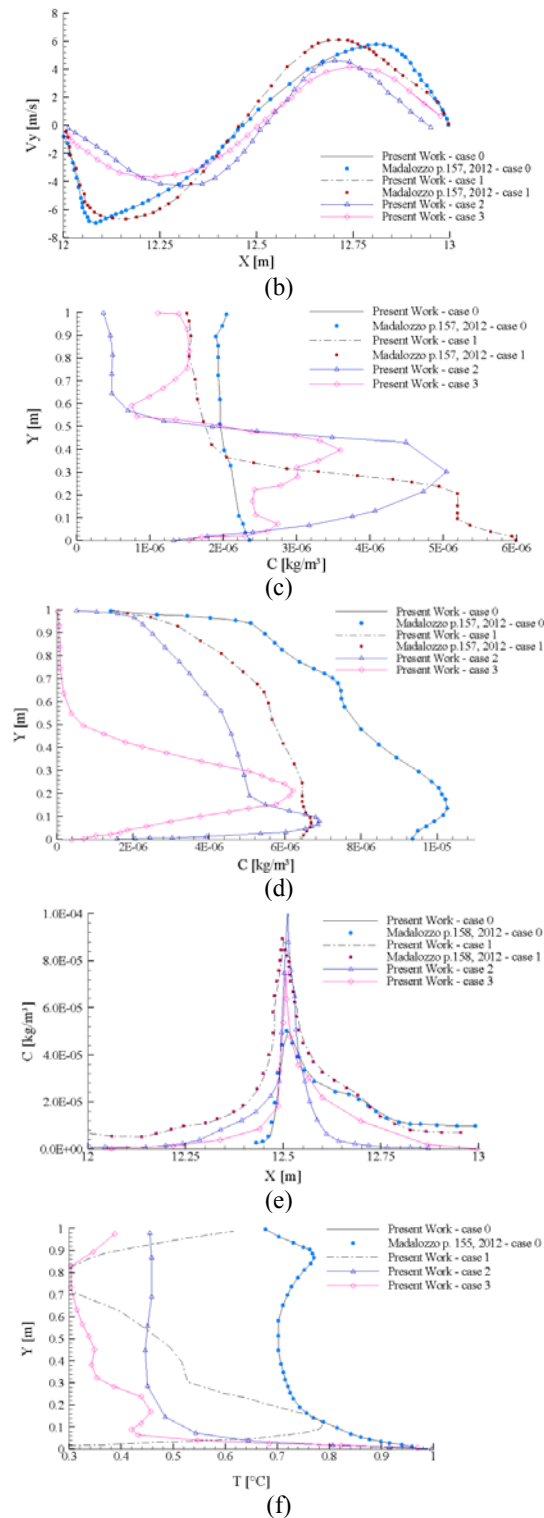 8
6
4
2
0
-2
-4
-6
-8
Vy [m/s]
12
12.25
12.5
12.75
13
X [m]
Present Work - case 0
Madalozzo p.157, 2012 - case 0
Present Work - case 1
Madalozzo p.157, 2012 - case 1
Present Work - case 2
Present Work - case 3
(b)
1
0.9
0.8
0.7
0.6
0.5
0.4
0.3
0.2
0.1
0
Y [m]
0
1E-06
2E-06
3E-06
4E-06
5E-06
6E-06
C [kg/m³]
Present Work - case 0
Madalozzo p.157, 2012 - case 0
Present Work - case 1
Madalozzo p.157, 2012 - case 1
Present Work - case 2
Present Work - case 3
(c)
1
0.9
0.8
0.7
0.6
0.5
0.4
0.3
0.2
0.1
0
Y [m]
0
2E-06
4E-06
6E-06
8E-06
1E-05
C [kg/m³]
Present Work - case 0
Madalozzo p.157, 2012 - case 0
Present Work - case 1
Madalozzo p.157, 2012 - case 1
Present Work - case 2
Present Work - case 3
(d)
1.0E-04
8.0E-05
6.0E-05
4.0E-05
2.0E-05
0.0E+00
C [kg/m³]
12
12.25
12.5
12.75
13
X [m]
Present Work - case 0
Madalozzo p.158, 2012 - case 0
Present Work - case 1
Madalozzo p.158, 2012 - case 1
Present Work - case 2
Present Work - case 3
(e)
1
0.9
0.8
0.7
0.6
0.5
0.4
0.3
0.2
0.1
0
Y [m]
0.3
0.4
0.5
0.6
0.7
0.8
0.9
1
T [°C]
Present Work - case 0
Madalozzo p. 155, 2012 - case 0
Present Work - case 1
Present Work - case 2
Present Work - case 3
(f)